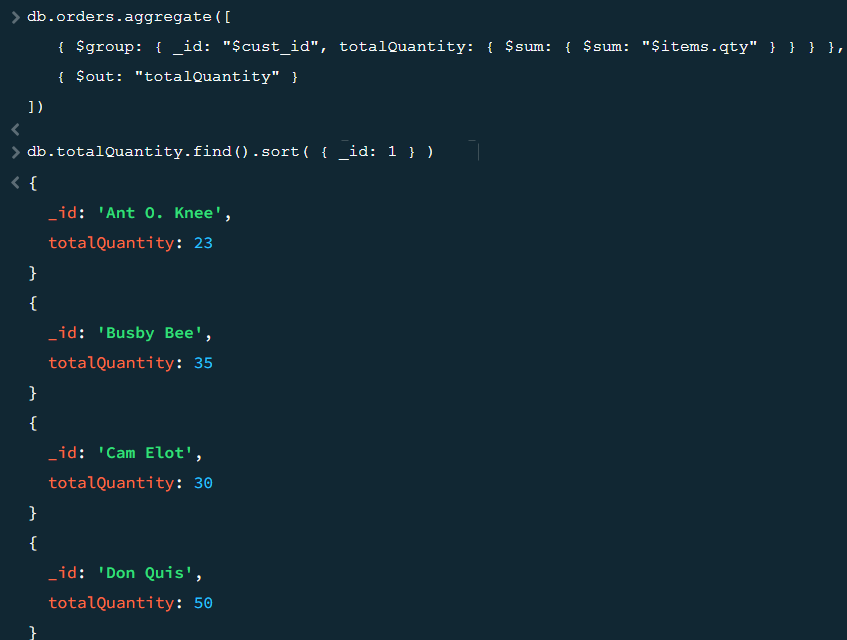 > db.orders.aggregate([
{ $group: { _id: "$cust_id", totalQuantity: { $sum: { $sum: "$items.qty" } } } },
{ $out: "totalQuantity" }
])
<
> db.totalQuantity.find().sort( { _id: 1 } )
< {
_id: 'Ant O. Knee',
totalQuantity: 23
}
{
_id: 'Busby Bee',
totalQuantity: 35
}
{
_id: 'Cam Elot',
totalQuantity: 30
}
{
_id: 'Don Quis',
totalQuantity: 50
}